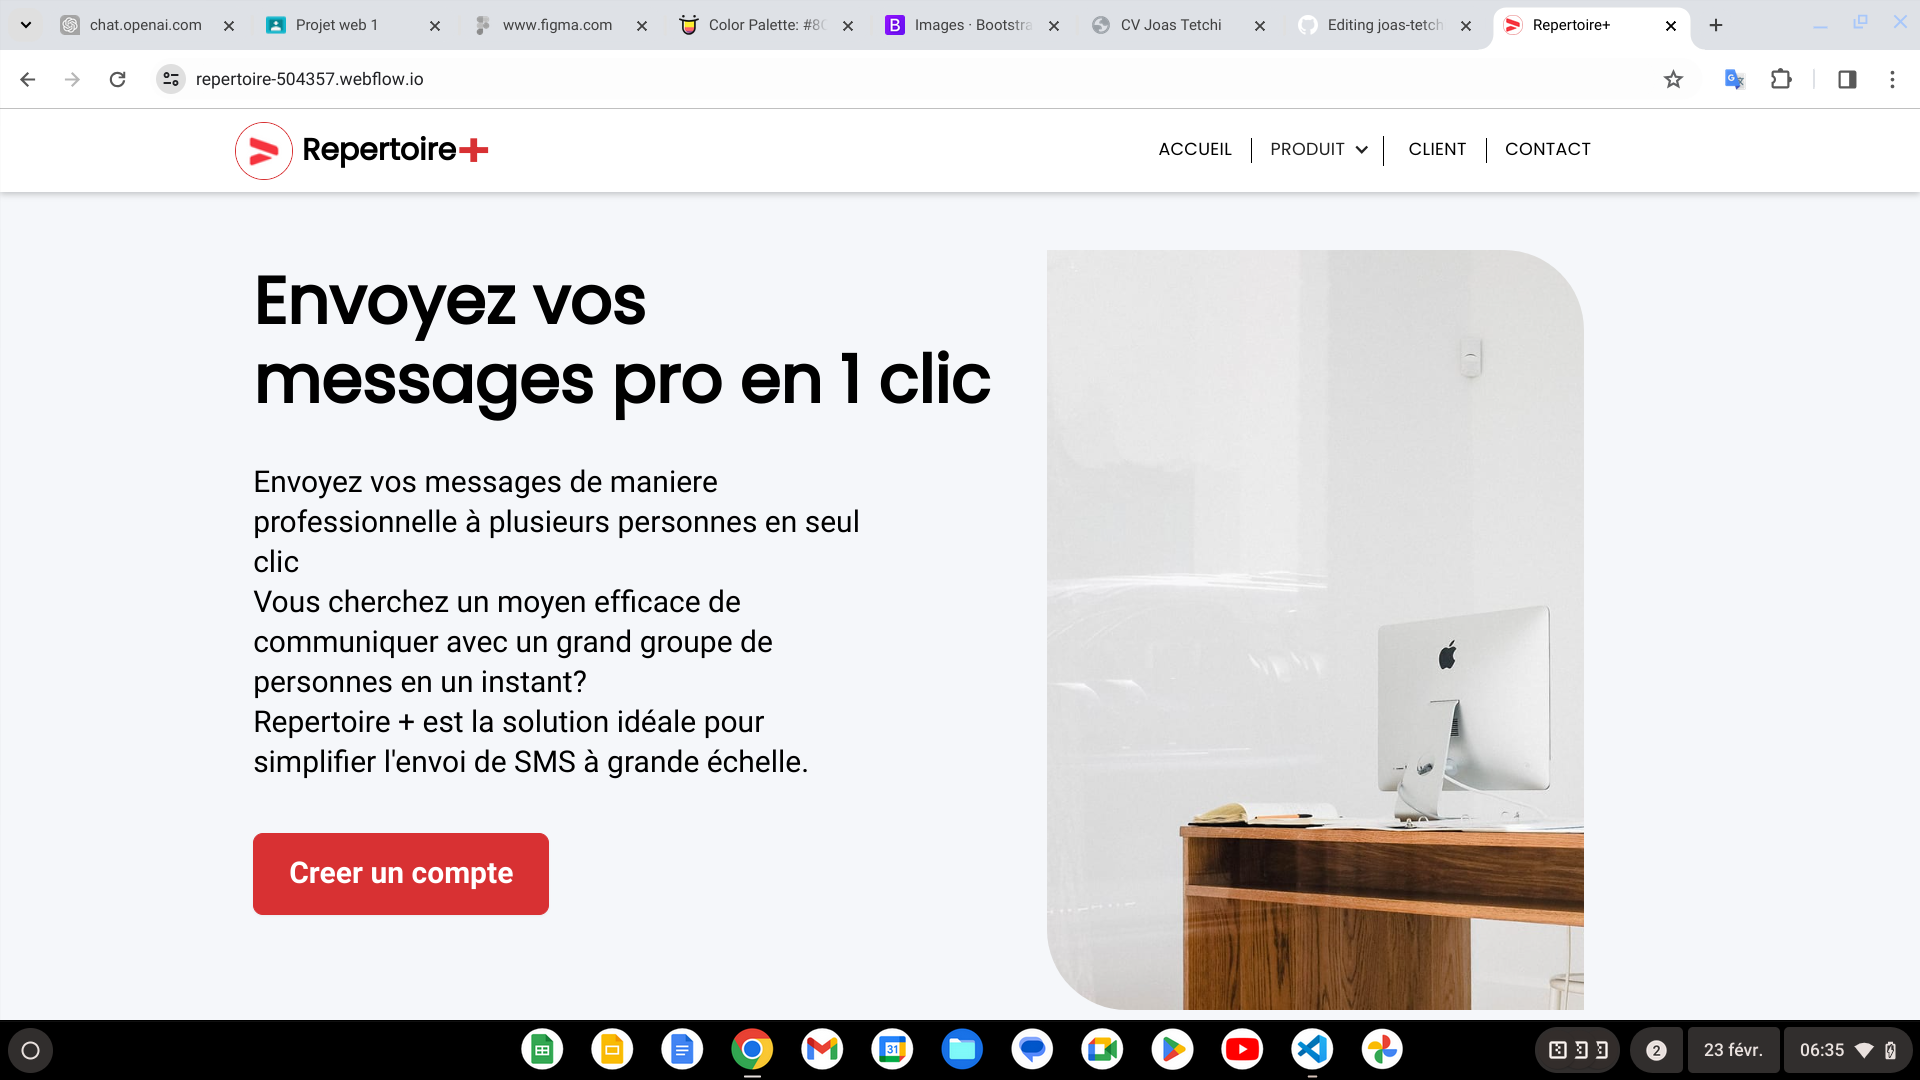 chat.openai.com
Projet web 1
www.figma.com
Color Palette: #8
Images · Bootstra
CV Joas Tetchi
Editing joas-tetch
Repertoire+
repertoire-504357.webflow.io
Repertoire+
ACCUEIL
PRODUIT
CLIENT
CONTACT
Envoyez vos
messages pro en 1 clic
Envoyez vos messages de maniere
professionnelle à plusieurs personnes en seul
clic
Vous cherchez un moyen efficace de
communiquer avec un grand groupe de
personnes en un instant?
Repertoire + est la solution idéale pour
simplifier l'envoi de SMS à grande échelle.
Creer un compte
31
2
23 févr.
06:35